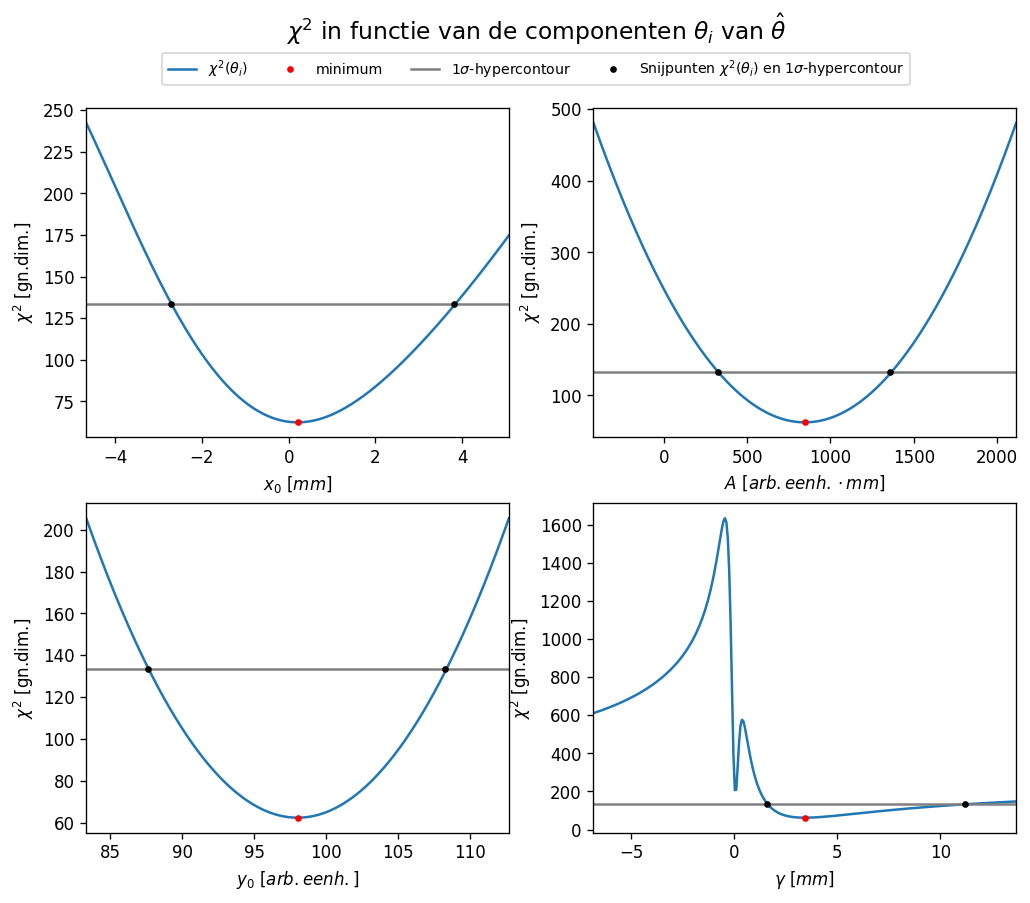 χ² in functie van de componenten θᵢ van θ̂
χ²(θᵢ) minimum 1σ-hypercontour Snijpunten χ²(θᵢ) en 1σ-hypercontour
250
225
200
175
150
125
100
75
χ² [gn.dim.]
−4 −2 0 2 4
x₀ [mm]
500
400
300
200
100
χ² [gn.dim.]
0 500 1000 1500 2000
A [arb. eenh. · mm]
200
180
160
140
120
100
80
60
χ² [gn.dim.]
85 90 95 100 105 110
y₀ [arb. eenh.]
1600
1400
1200
1000
800
600
400
200
0
χ² [gn.dim.]
−5 0 5 10
γ [mm]